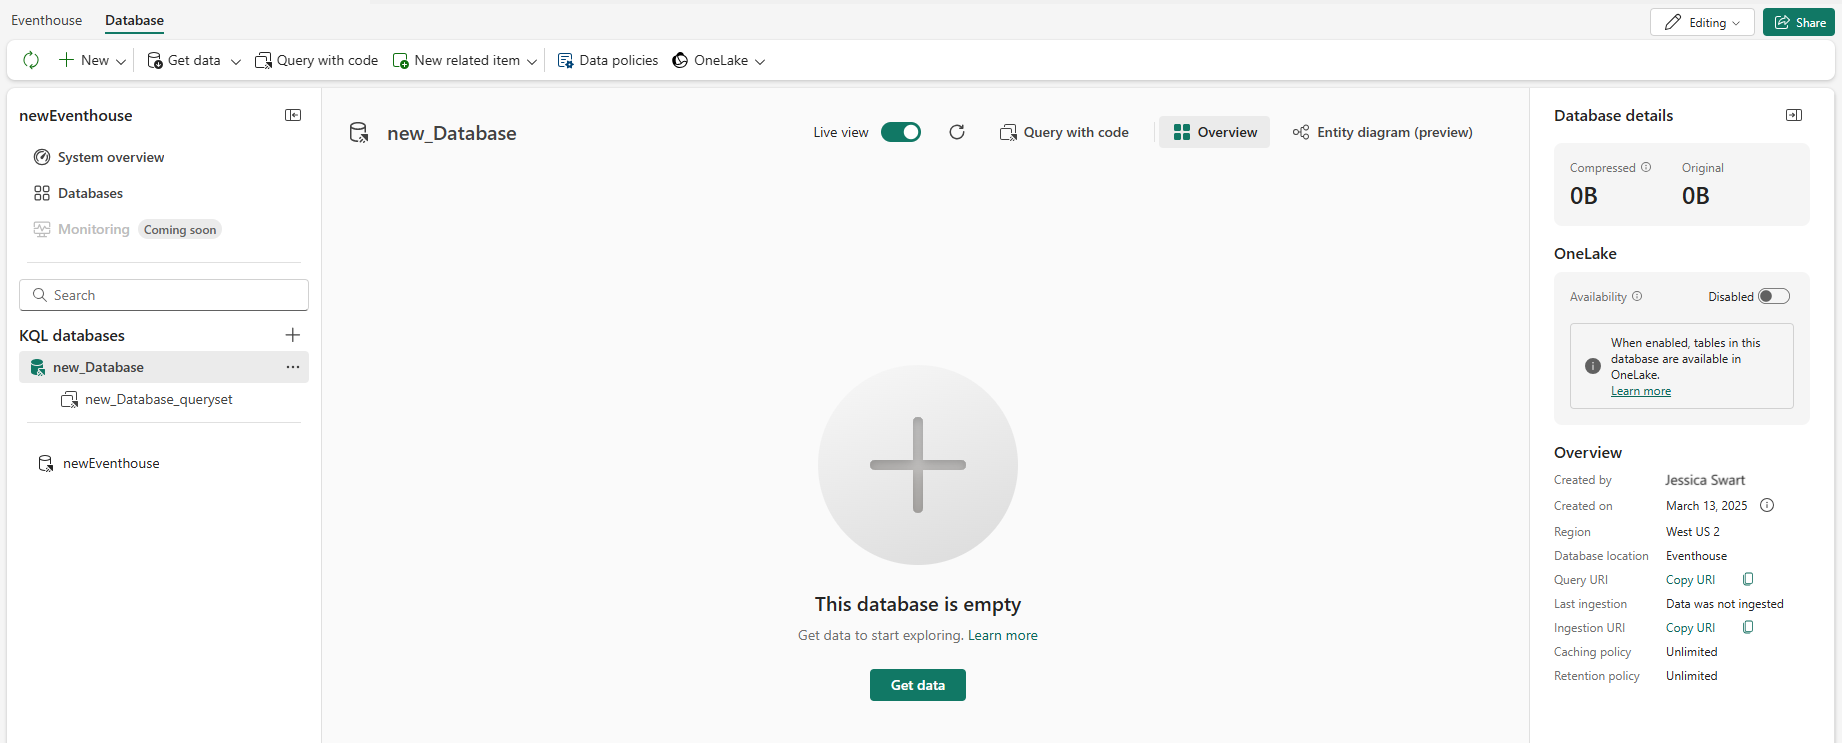 Eventhouse Database
Editing Share
New Get data Query with code New related item Data policies OneLake
newEventhouse
System overview
Databases
Monitoring Coming soon
Search
KQL databases
new_Database
new_Database_queryset
newEventhouse
new_Database Live view Query with code Overview Entity diagram (preview)
This database is empty
Get data to start exploring. Learn more
Get data
Database details
Compressed Original
0B 0B
OneLake
Availability Disabled
When enabled, tables in this
database are available in
OneLake.
Learn more
Overview
Created by Jessica Swart
Created on March 13, 2025
Region West US 2
Database location Eventhouse
Query URI Copy URI
Last ingestion Data was not ingested
Ingestion URI Copy URI
Caching policy Unlimited
Retention policy Unlimited